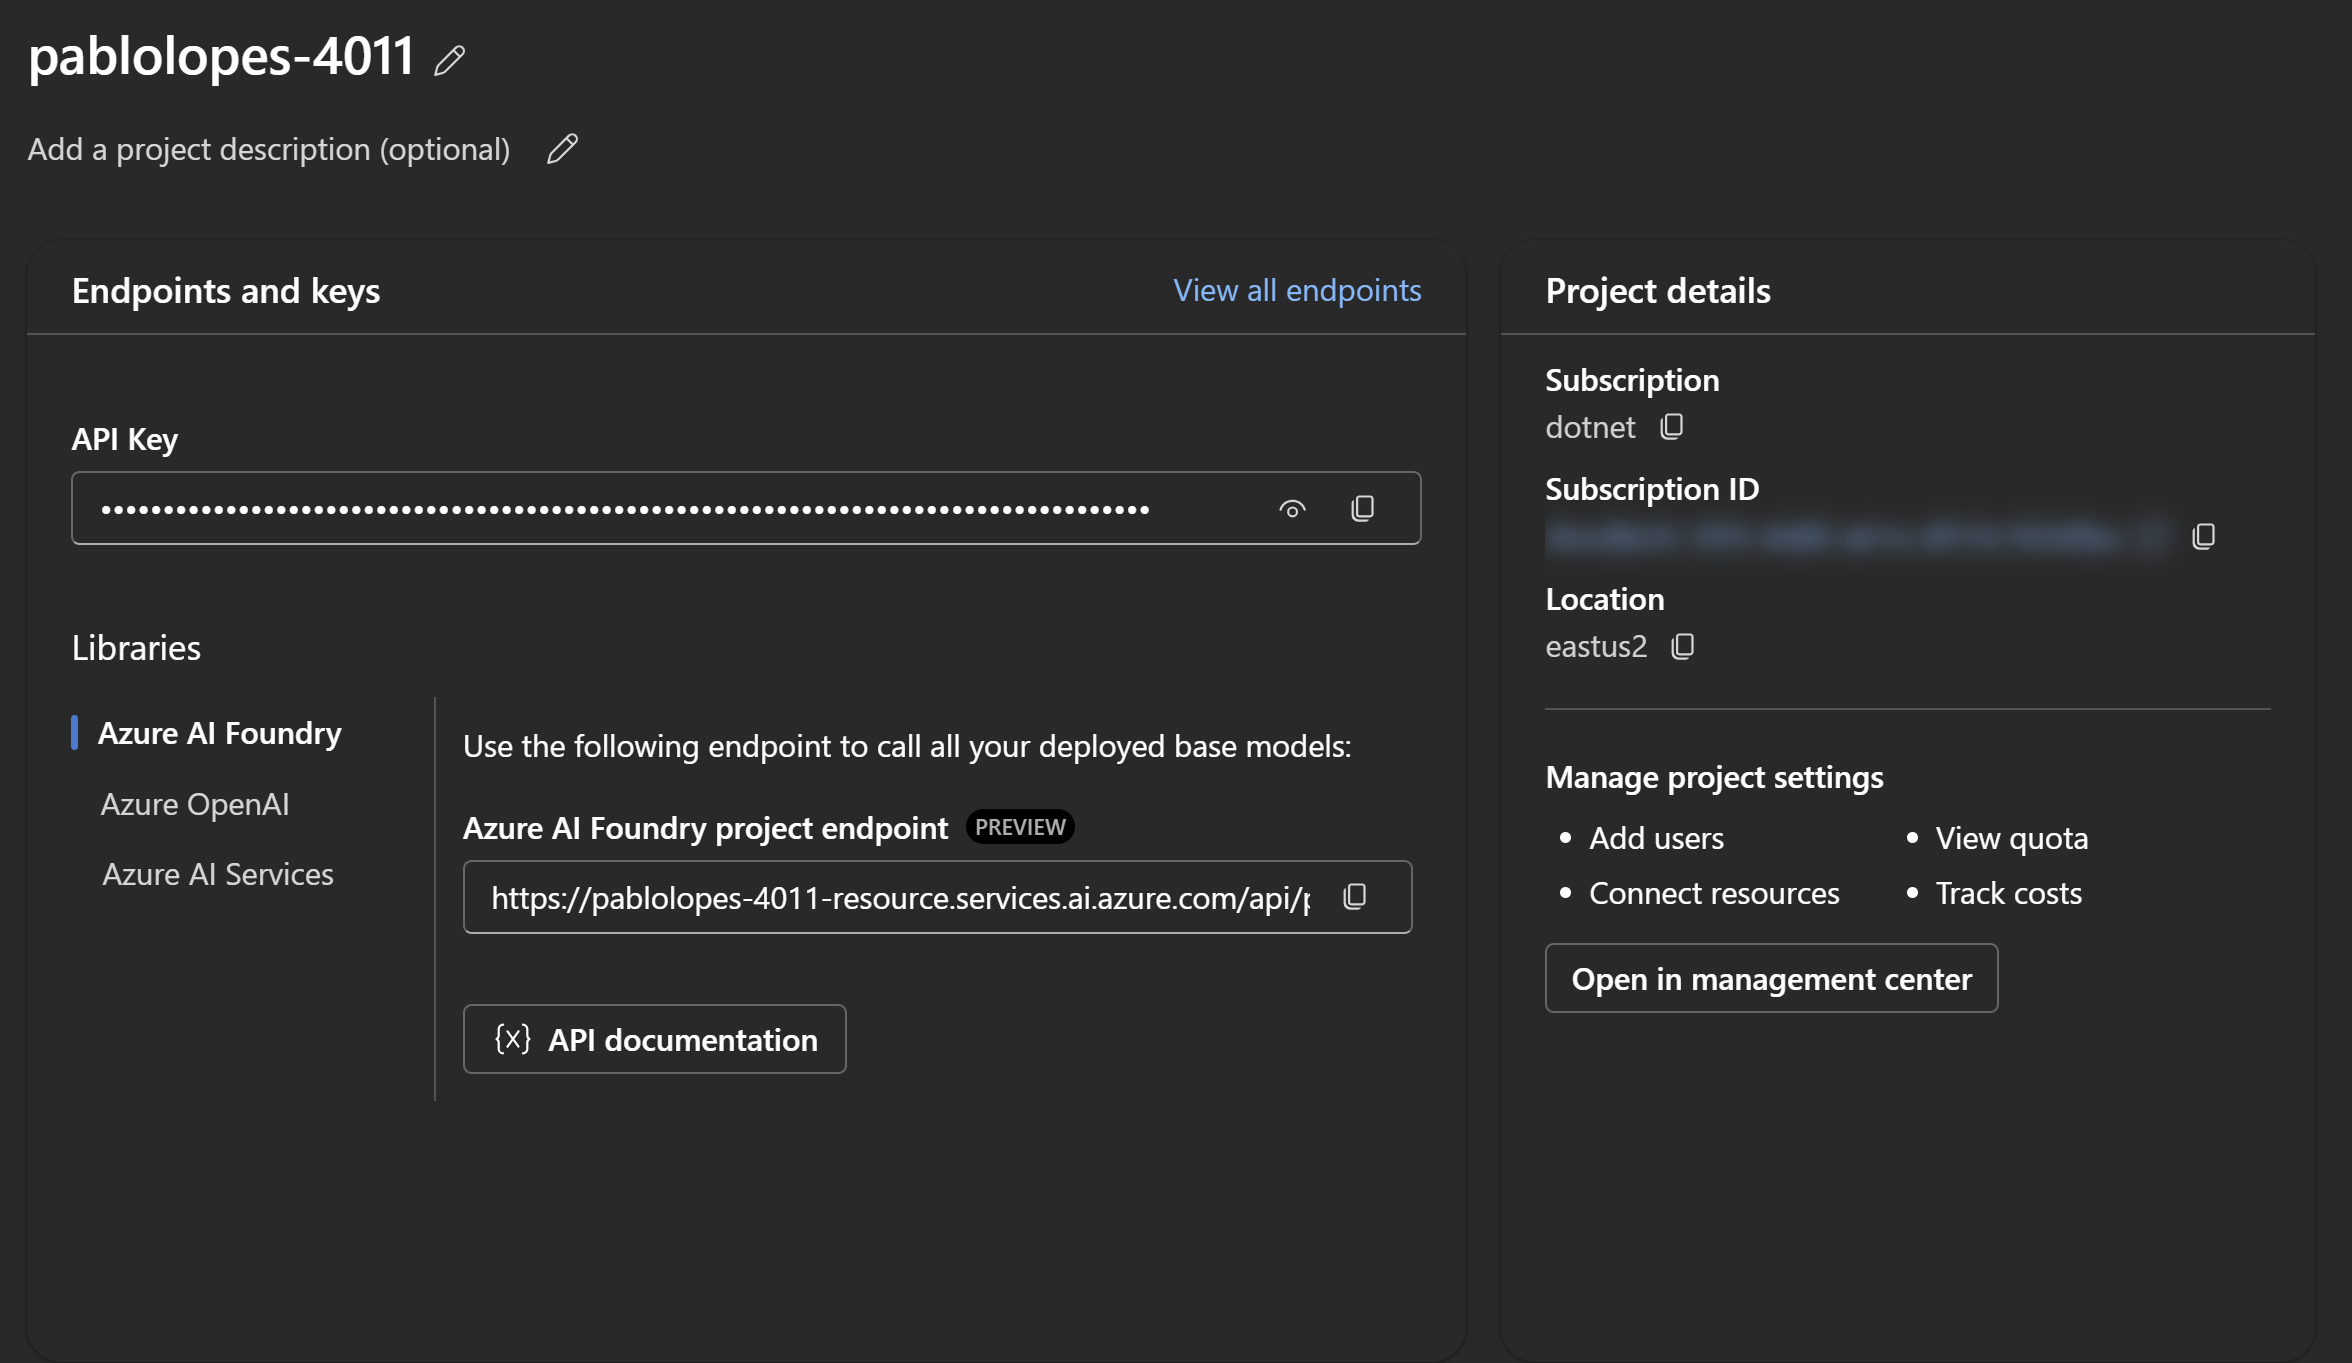 pablolopes-4011
Add a project description (optional)
Endpoints and keys
View all endpoints
API Key
Libraries
Azure AI Foundry
Azure OpenAI
Azure AI Services
Use the following endpoint to call all your deployed base models:
Azure AI Foundry project endpoint PREVIEW
https://pablolopes-4011-resource.services.ai.azure.com/api/p
{x} API documentation
Project details
Subscription
dotnet
Subscription ID
Location
eastus2
Manage project settings
• Add users
• View quota
• Connect resources
• Track costs
Open in management center